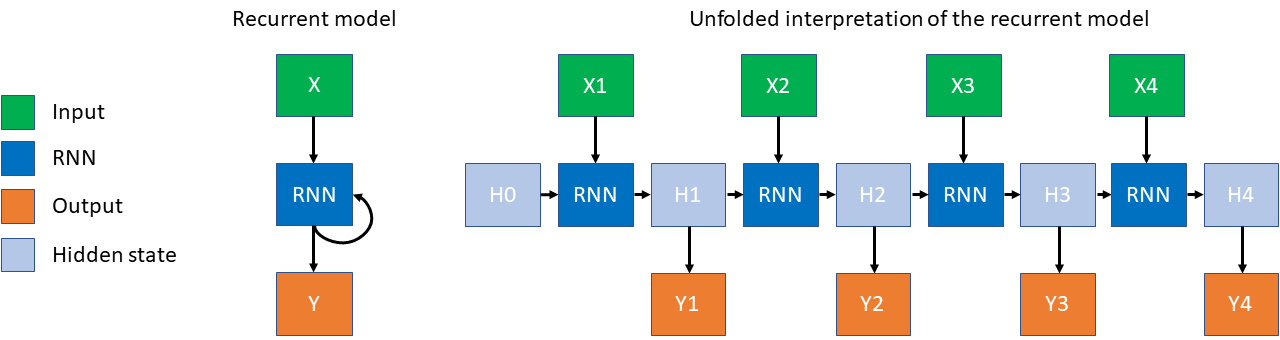 Recurrent model
Unfolded interpretation of the recurrent model
Input
RNN
Output
Hidden state
X
RNN
Y
X1 X2 X3 X4
H0 RNN H1 RNN H2 RNN H3 RNN H4
Y1 Y2 Y3 Y4